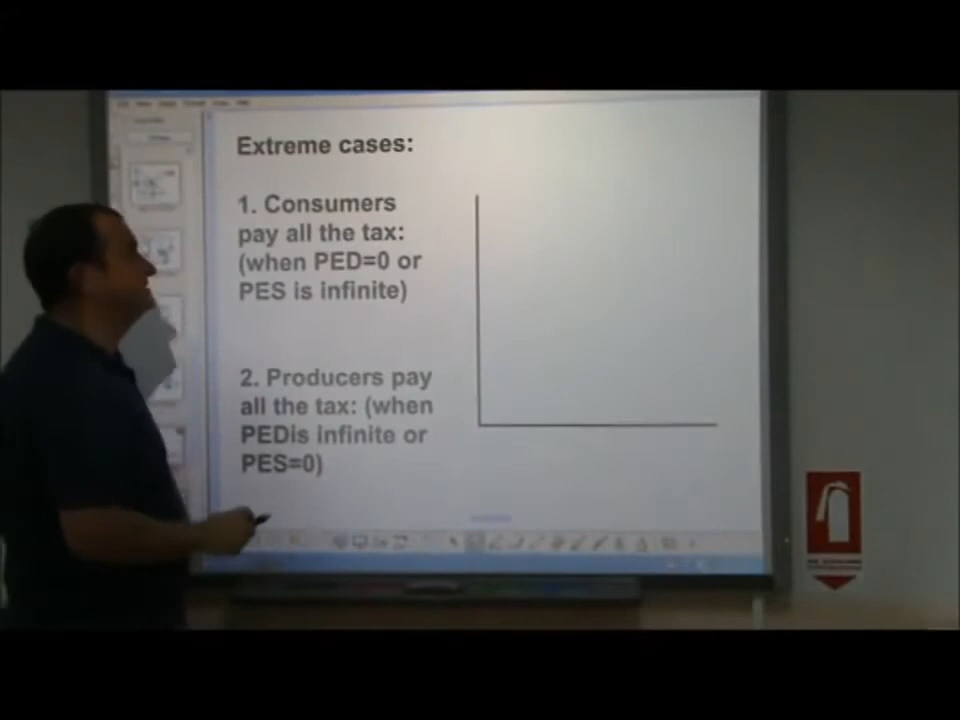 Extreme cases:
1. Consumers
pay all the tax:
(when PED=0 or
PES is infinite)
2. Producers pay
all the tax: (when
PEDis infinite or
PES=0)